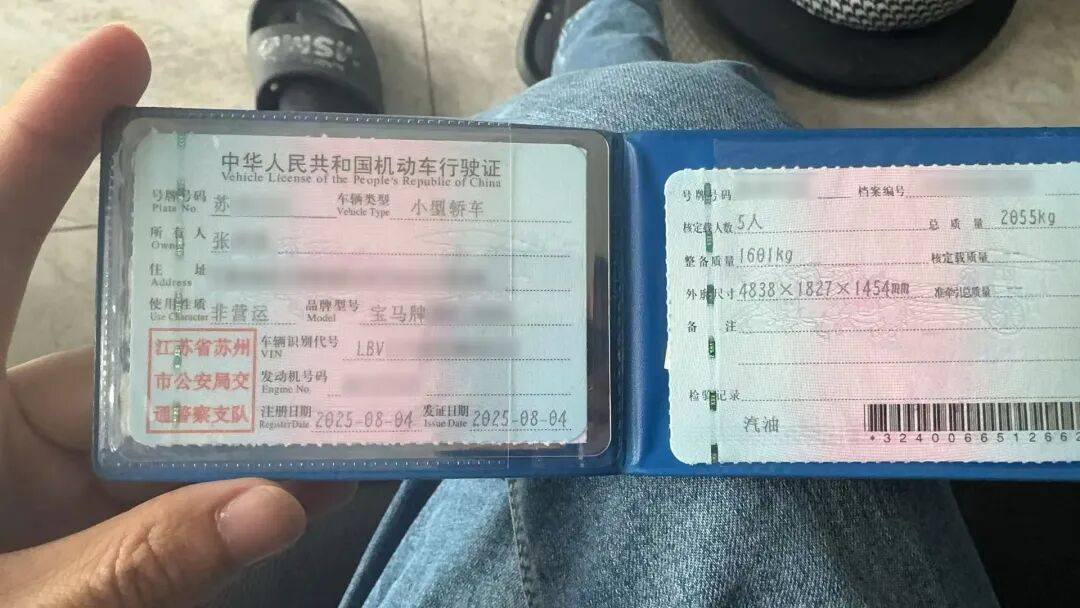 中华人民共和国机动车行驶证
Vehicle License of the People's Republic of China
号牌号码 苏 车辆类型 小型轿车
Plate No. Vehicle Type
所有人 张
Owner
住址
Address
使用性质 非营运 品牌型号 宝马牌
Use Character Model
江苏省苏州
市公安局交
通警察支队
车辆识别代号 LBV
VIN
发动机号码
Engine No.
注册日期 2025-08-04 发证日期 2025-08-04
Register Date Issue Date
号牌号码 档案编号
核定载人数 5人 总质量 2055kg
整备质量 1601kg 核定载质量 --
外廓尺寸 4838×1827×1454mm 准牵引总质量 --
备注
检验记录
汽油
*3240066512662